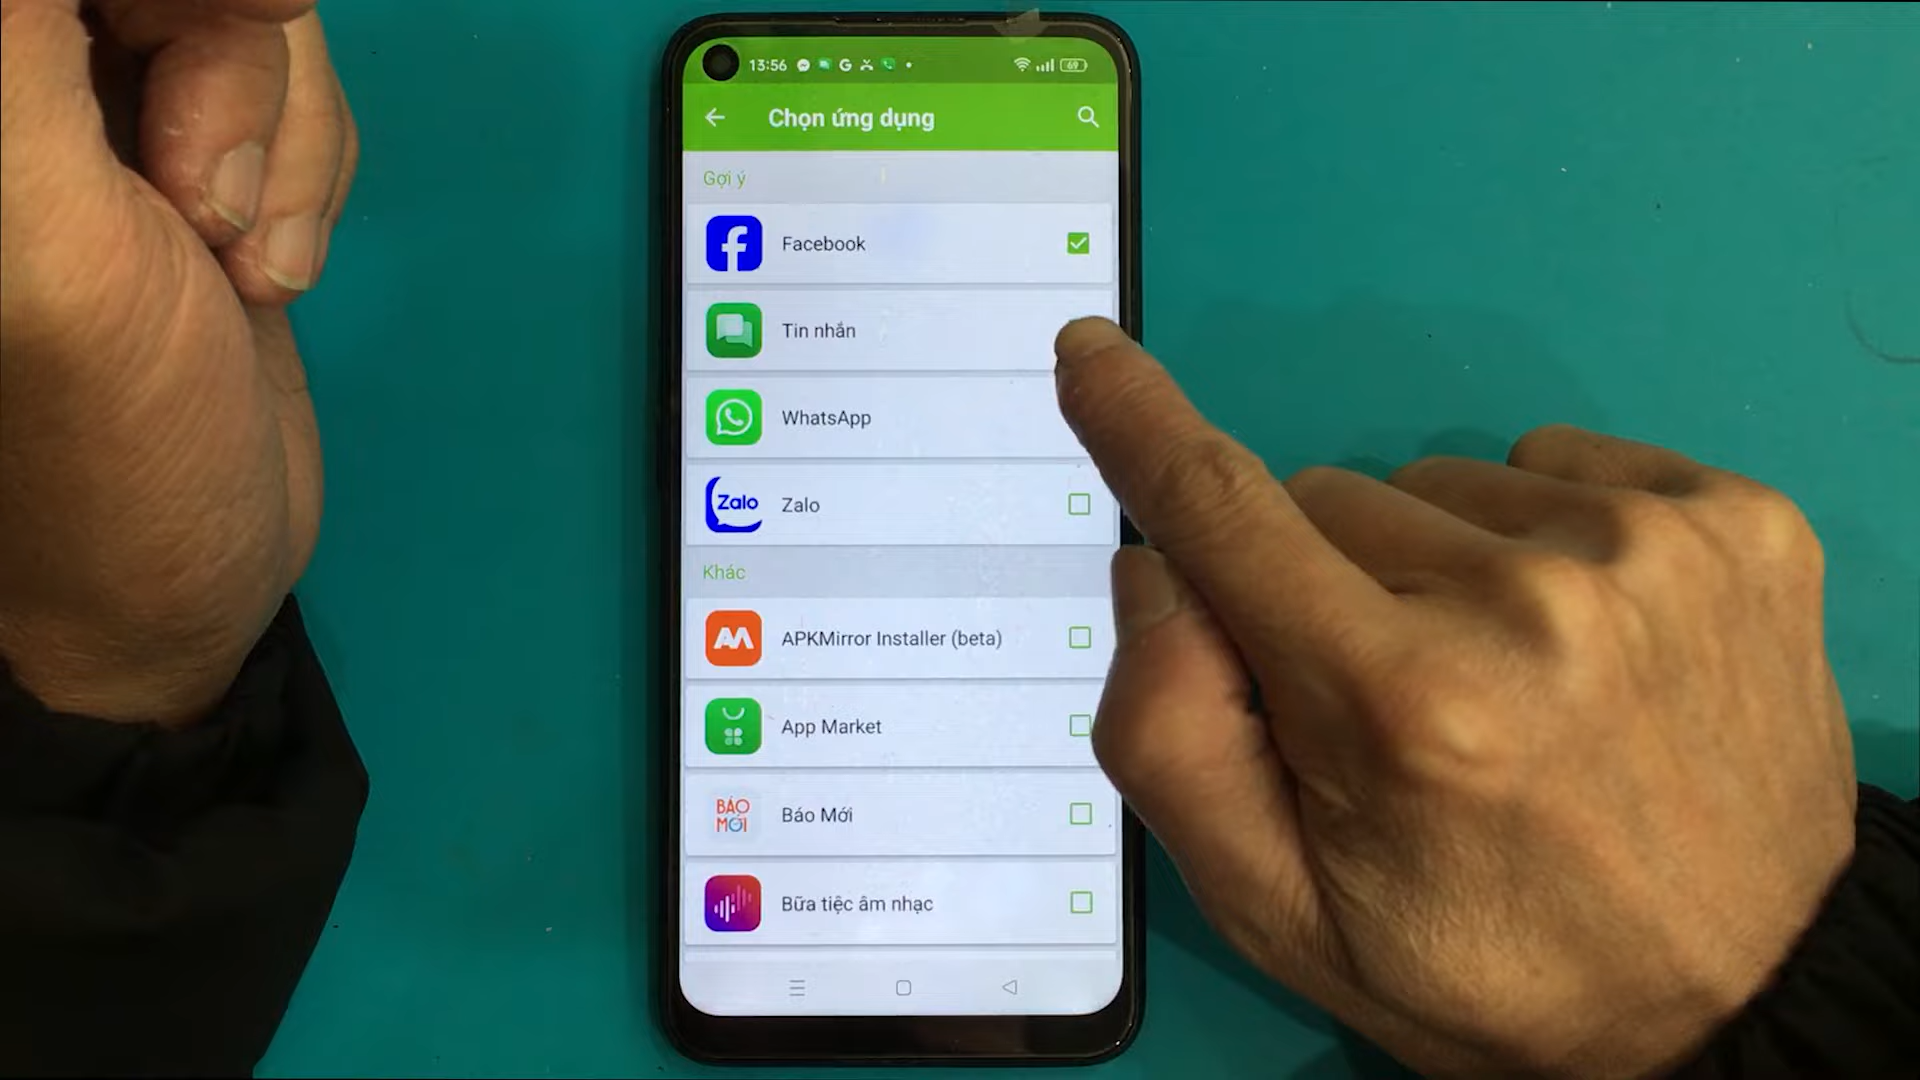 13:56
69
Chọn ứng dụng
Gợi ý
Facebook
Tin nhắn
WhatsApp
Zalo Zalo
Khác
APKMirror Installer (beta)
App Market
BÁO MỚI Báo Mới
Bữa tiệc âm nhạc